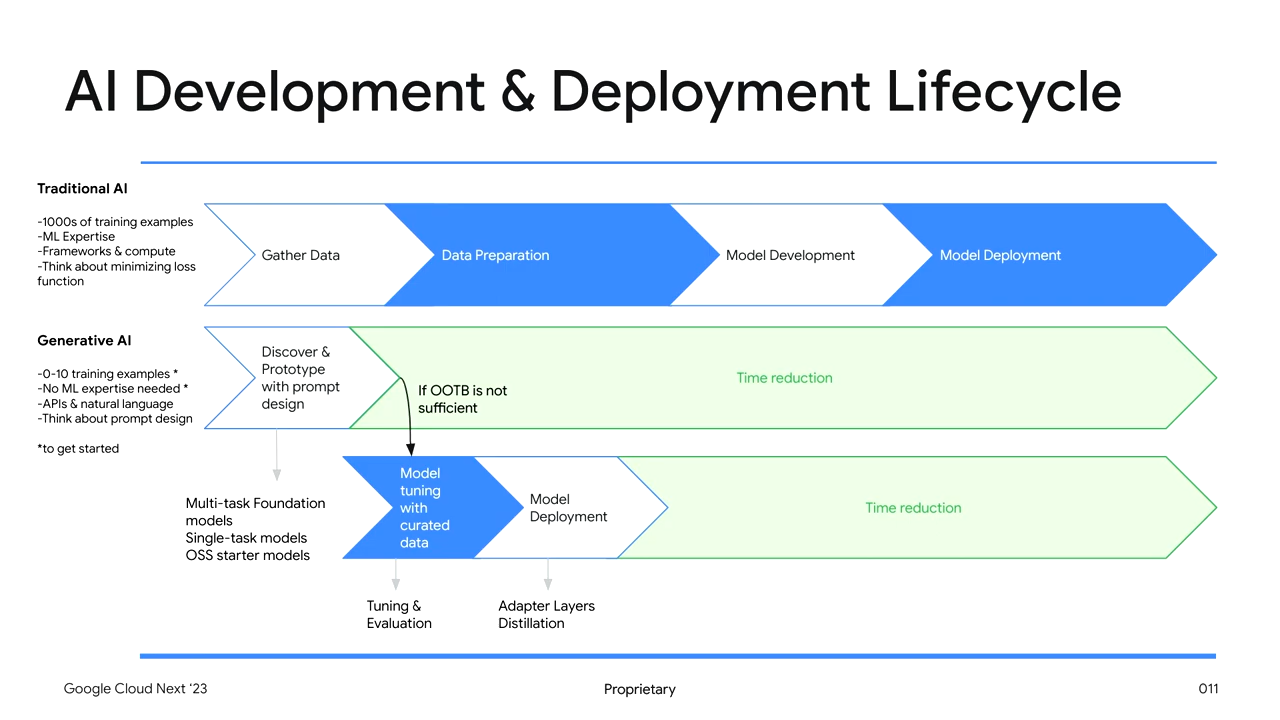 AI Development & Deployment Lifecycle
Traditional AI
-1000s of training examples
-ML Expertise
-Frameworks & compute
-Think about minimizing loss
function
Gather Data
Data Preparation
Model Development
Model Deployment
Generative AI
-0-10 training examples *
-No ML expertise needed *
-APIs & natural language
-Think about prompt design
*to get started
Discover &
Prototype
with prompt
design
If OOTB is not
sufficient
Time reduction
Multi-task Foundation
models
Single-task models
OSS starter models
Model
tuning
with
curated
data
Model
Deployment
Time reduction
Tuning &
Evaluation
Adapter Layers
Distillation
Google Cloud Next ‘23
Proprietary
011